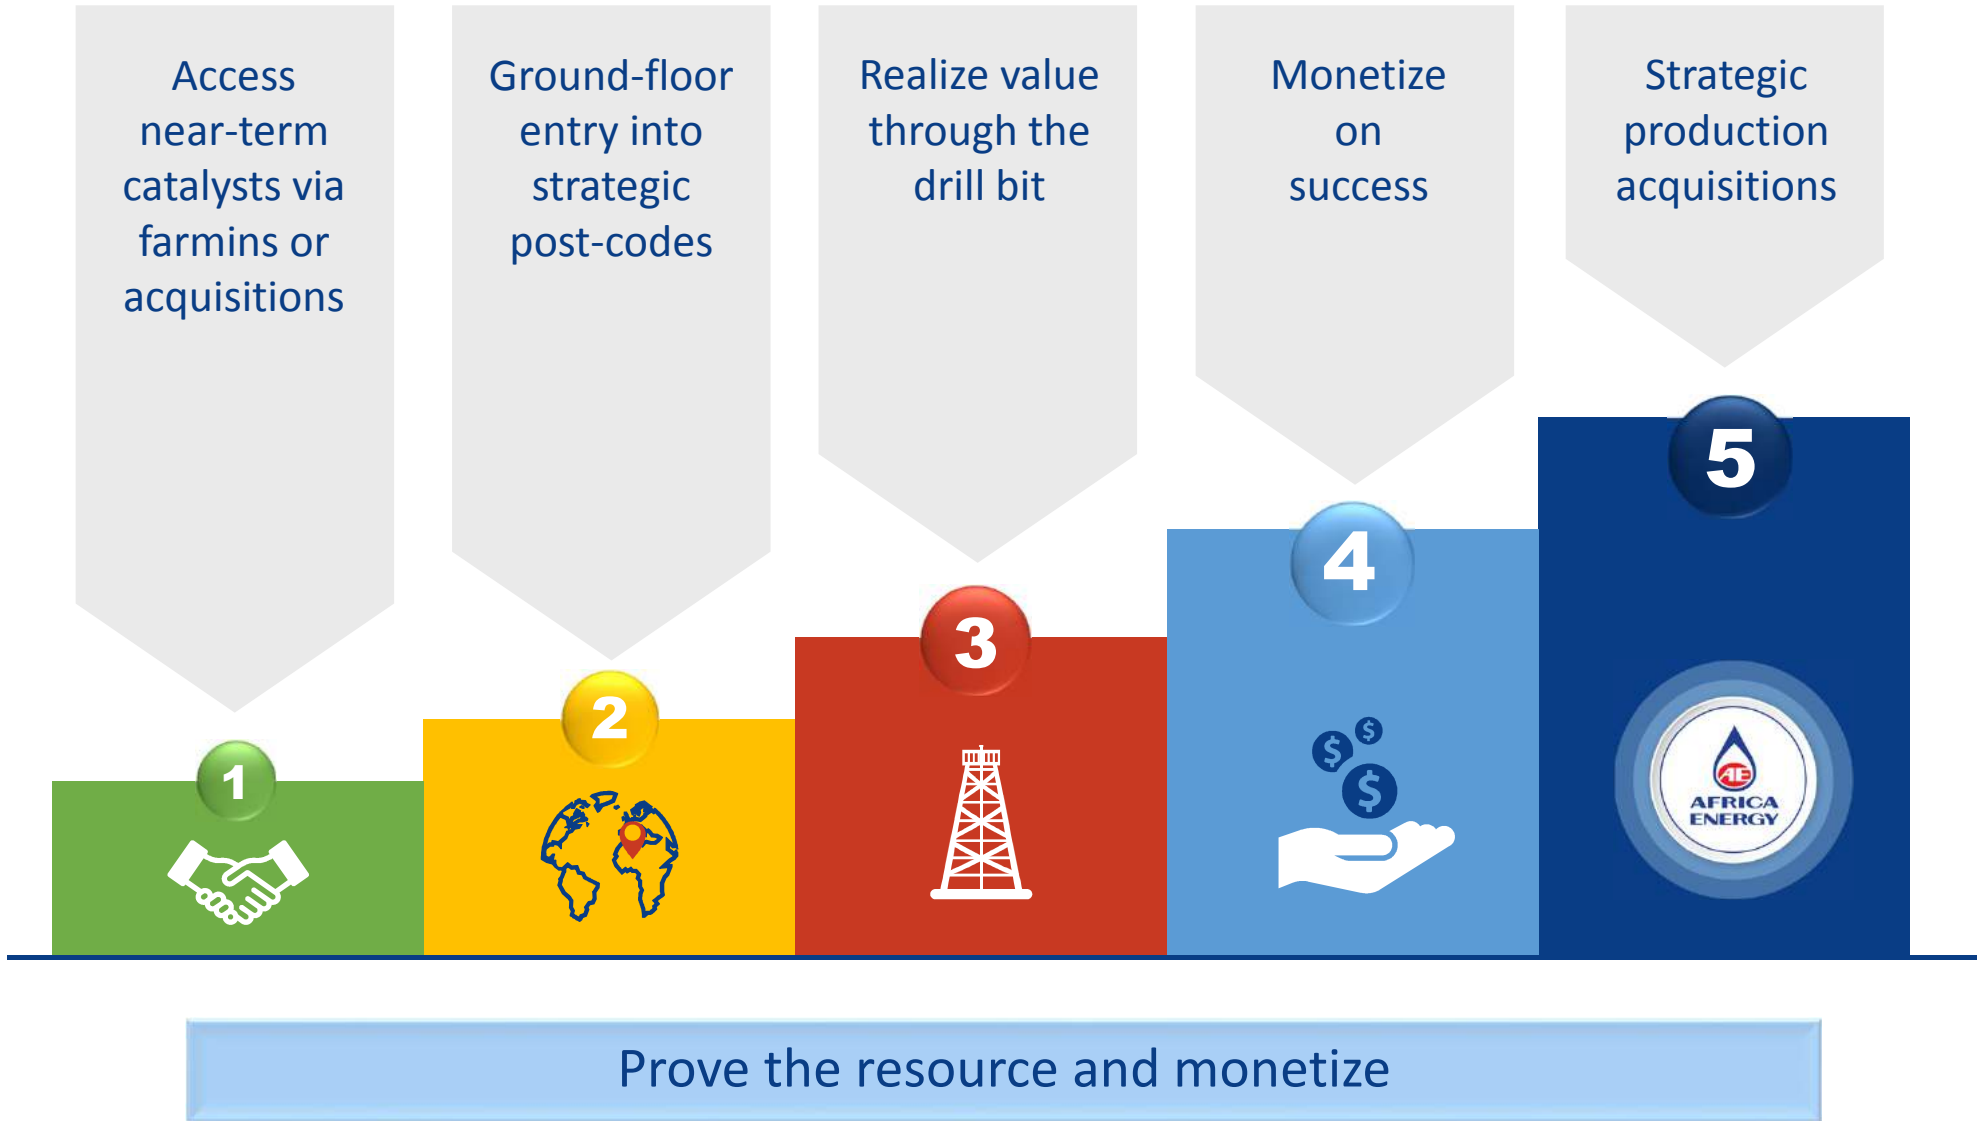 Access
near-term
catalysts via
farmins or
acquisitions
Ground-floor
entry into
strategic
post-codes
Realize value
through the
drill bit
Monetize
on
success
Strategic
production
acquisitions
1
2
3
4
5
$
$
$
AE
AFRICA
ENERGY
Prove the resource and monetize